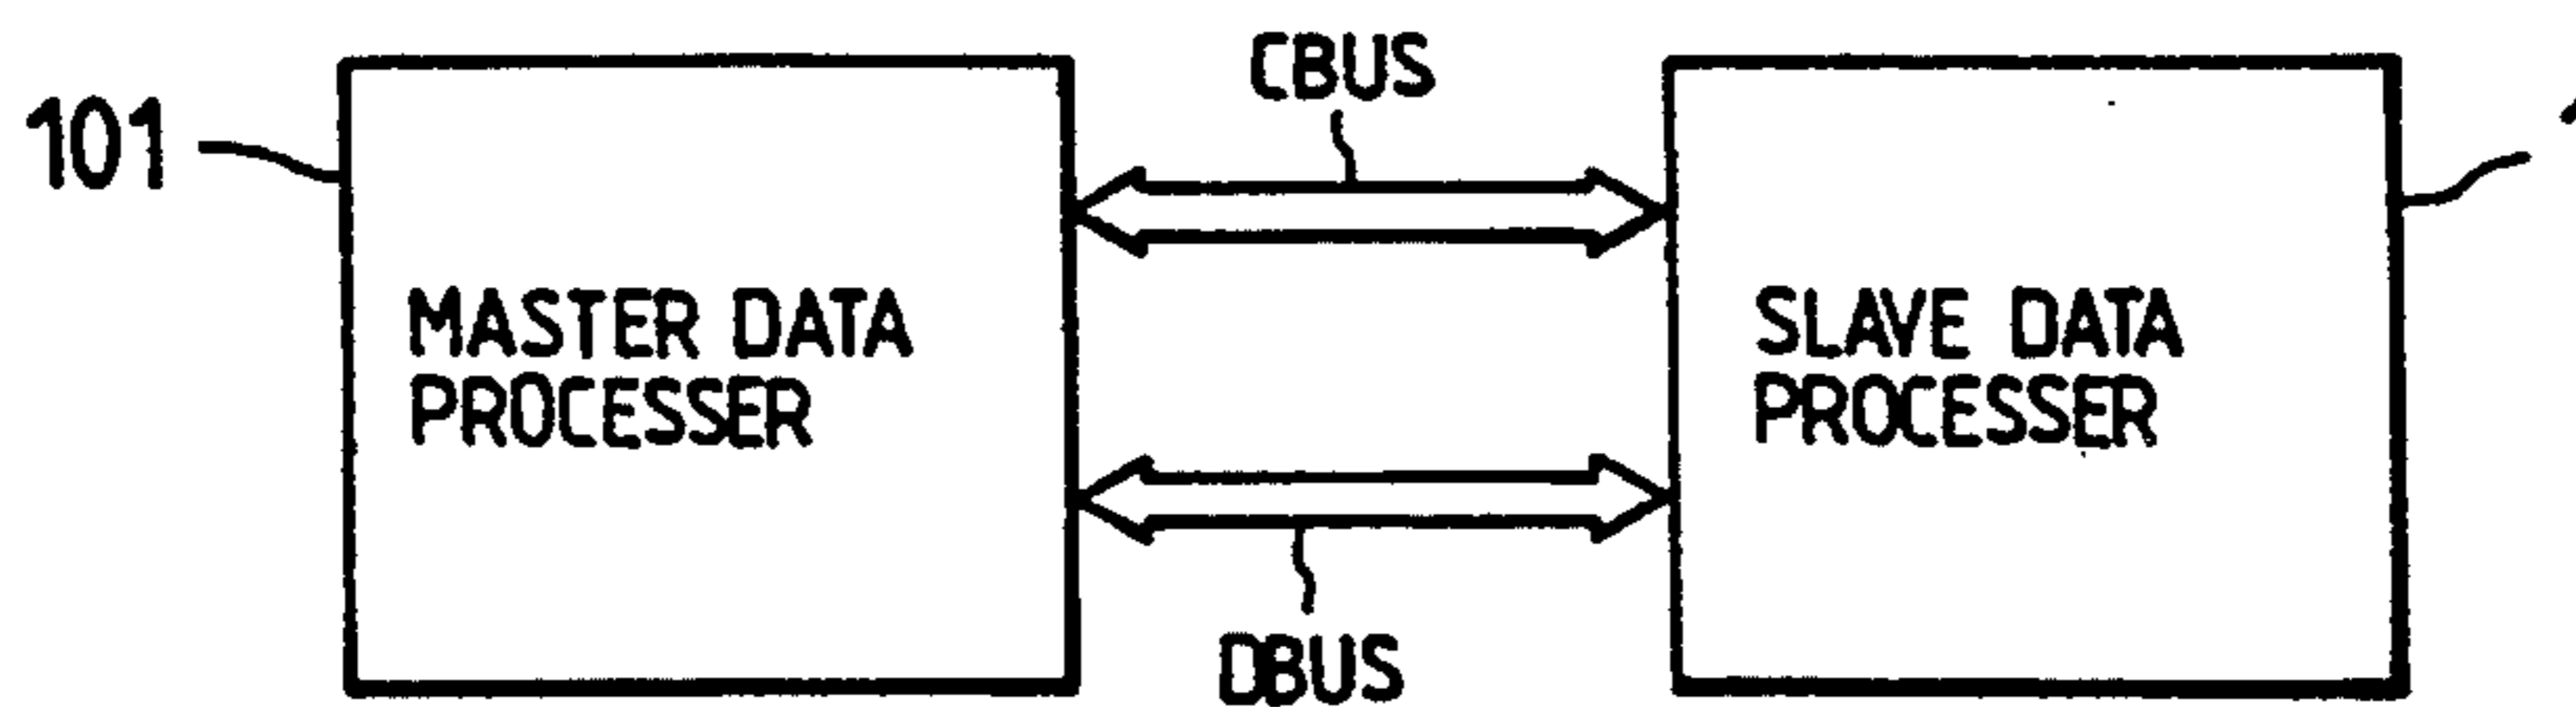 CBUS
101
MASTER DATA
PROCESSER
SLAVE DATA
PROCESSER
DBUS